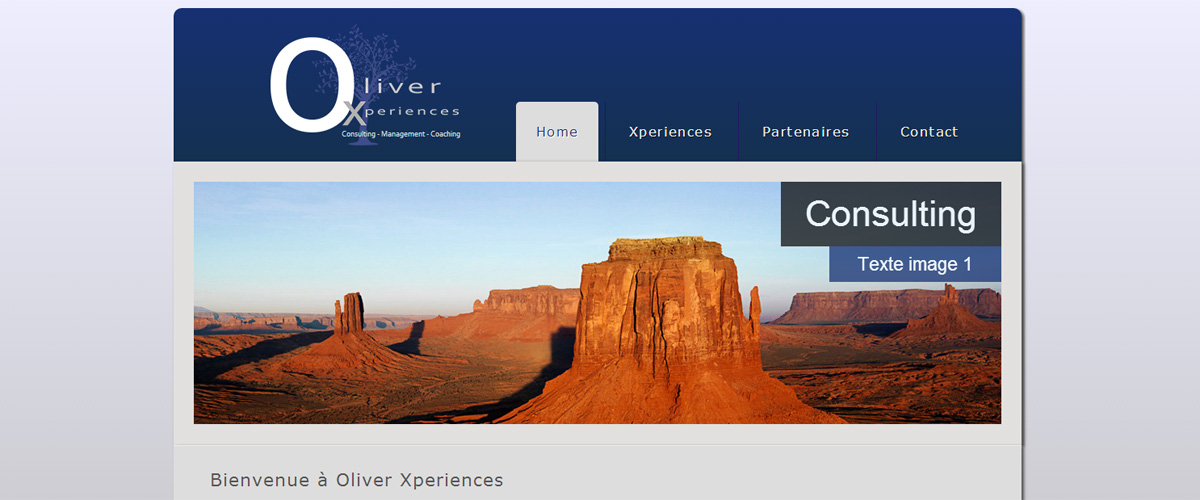 Oliver
Xperiences
Consulting - Management - Coaching
Home
Xperiences
Partenaires
Contact
Consulting
Texte image 1
Bienvenue à Oliver Xperiences